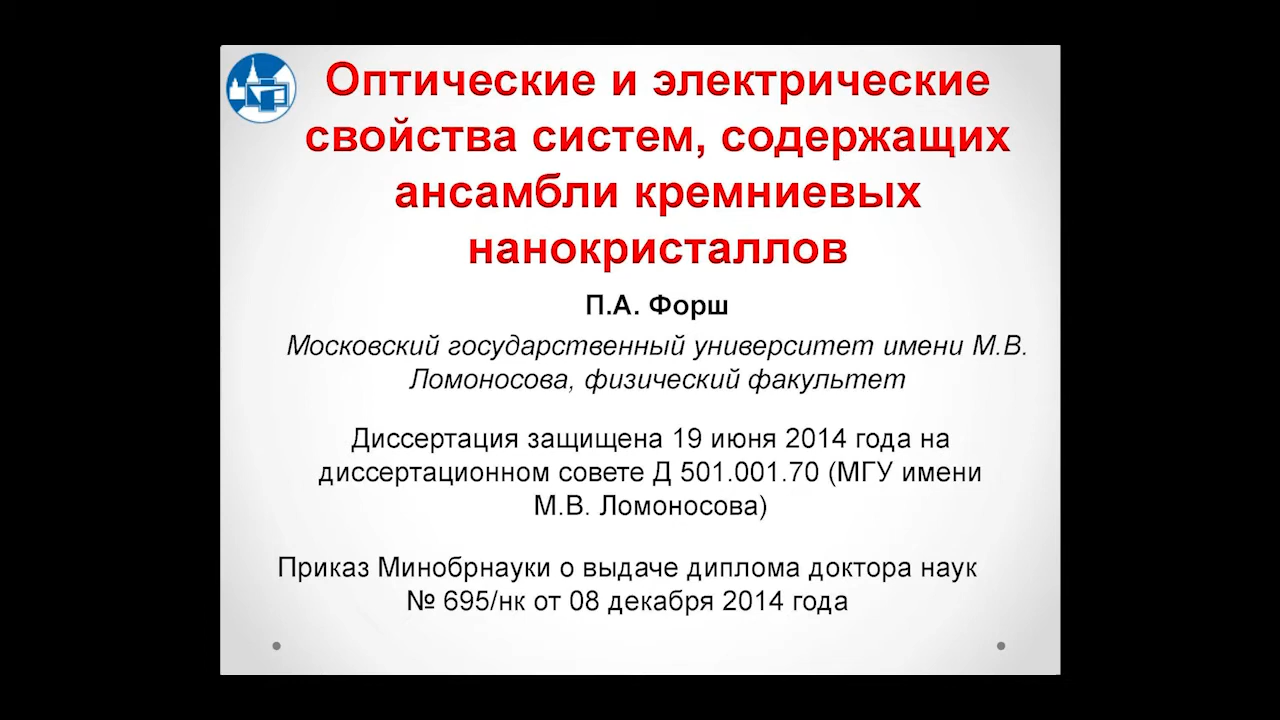 Оптические и электрические
свойства систем, содержащих
ансамбли кремниевых
нанокристаллов
П.А. Форш
Московский государственный университет имени М.В.
Ломоносова, физический факультет
Диссертация защищена 19 июня 2014 года на
диссертационном совете Д 501.001.70 (МГУ имени
М.В. Ломоносова)
Приказ Минобрнауки о выдаче диплома доктора наук
№ 695/нк от 08 декабря 2014 года